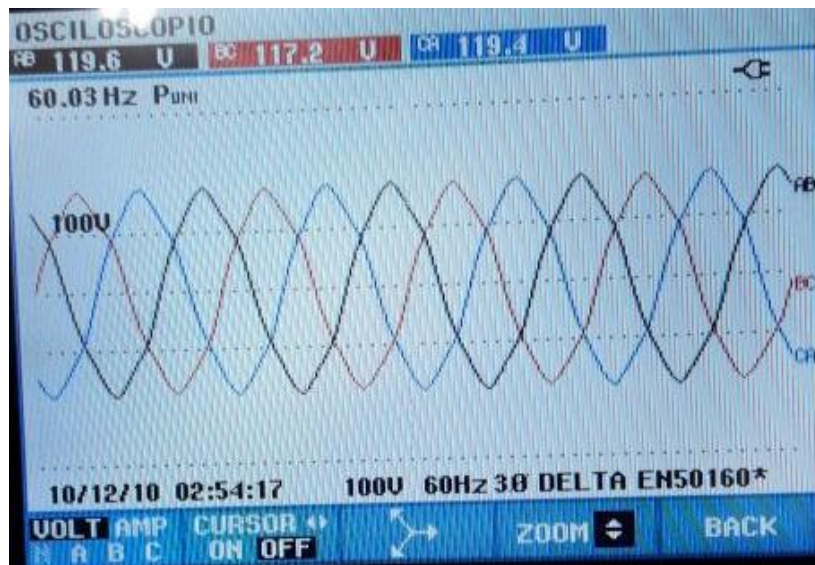 OSCILOSCOPIO
AB 119.6 V BC 117.2 V CA 119.4 V
60.03 Hz PUNI
AB
100V
BC
CA
10/12/10 02:54:17 100V 60Hz 3Ø DELTA EN50160*
VOLT AMP CURSOR ZOOM BACK
A B C ON OFF